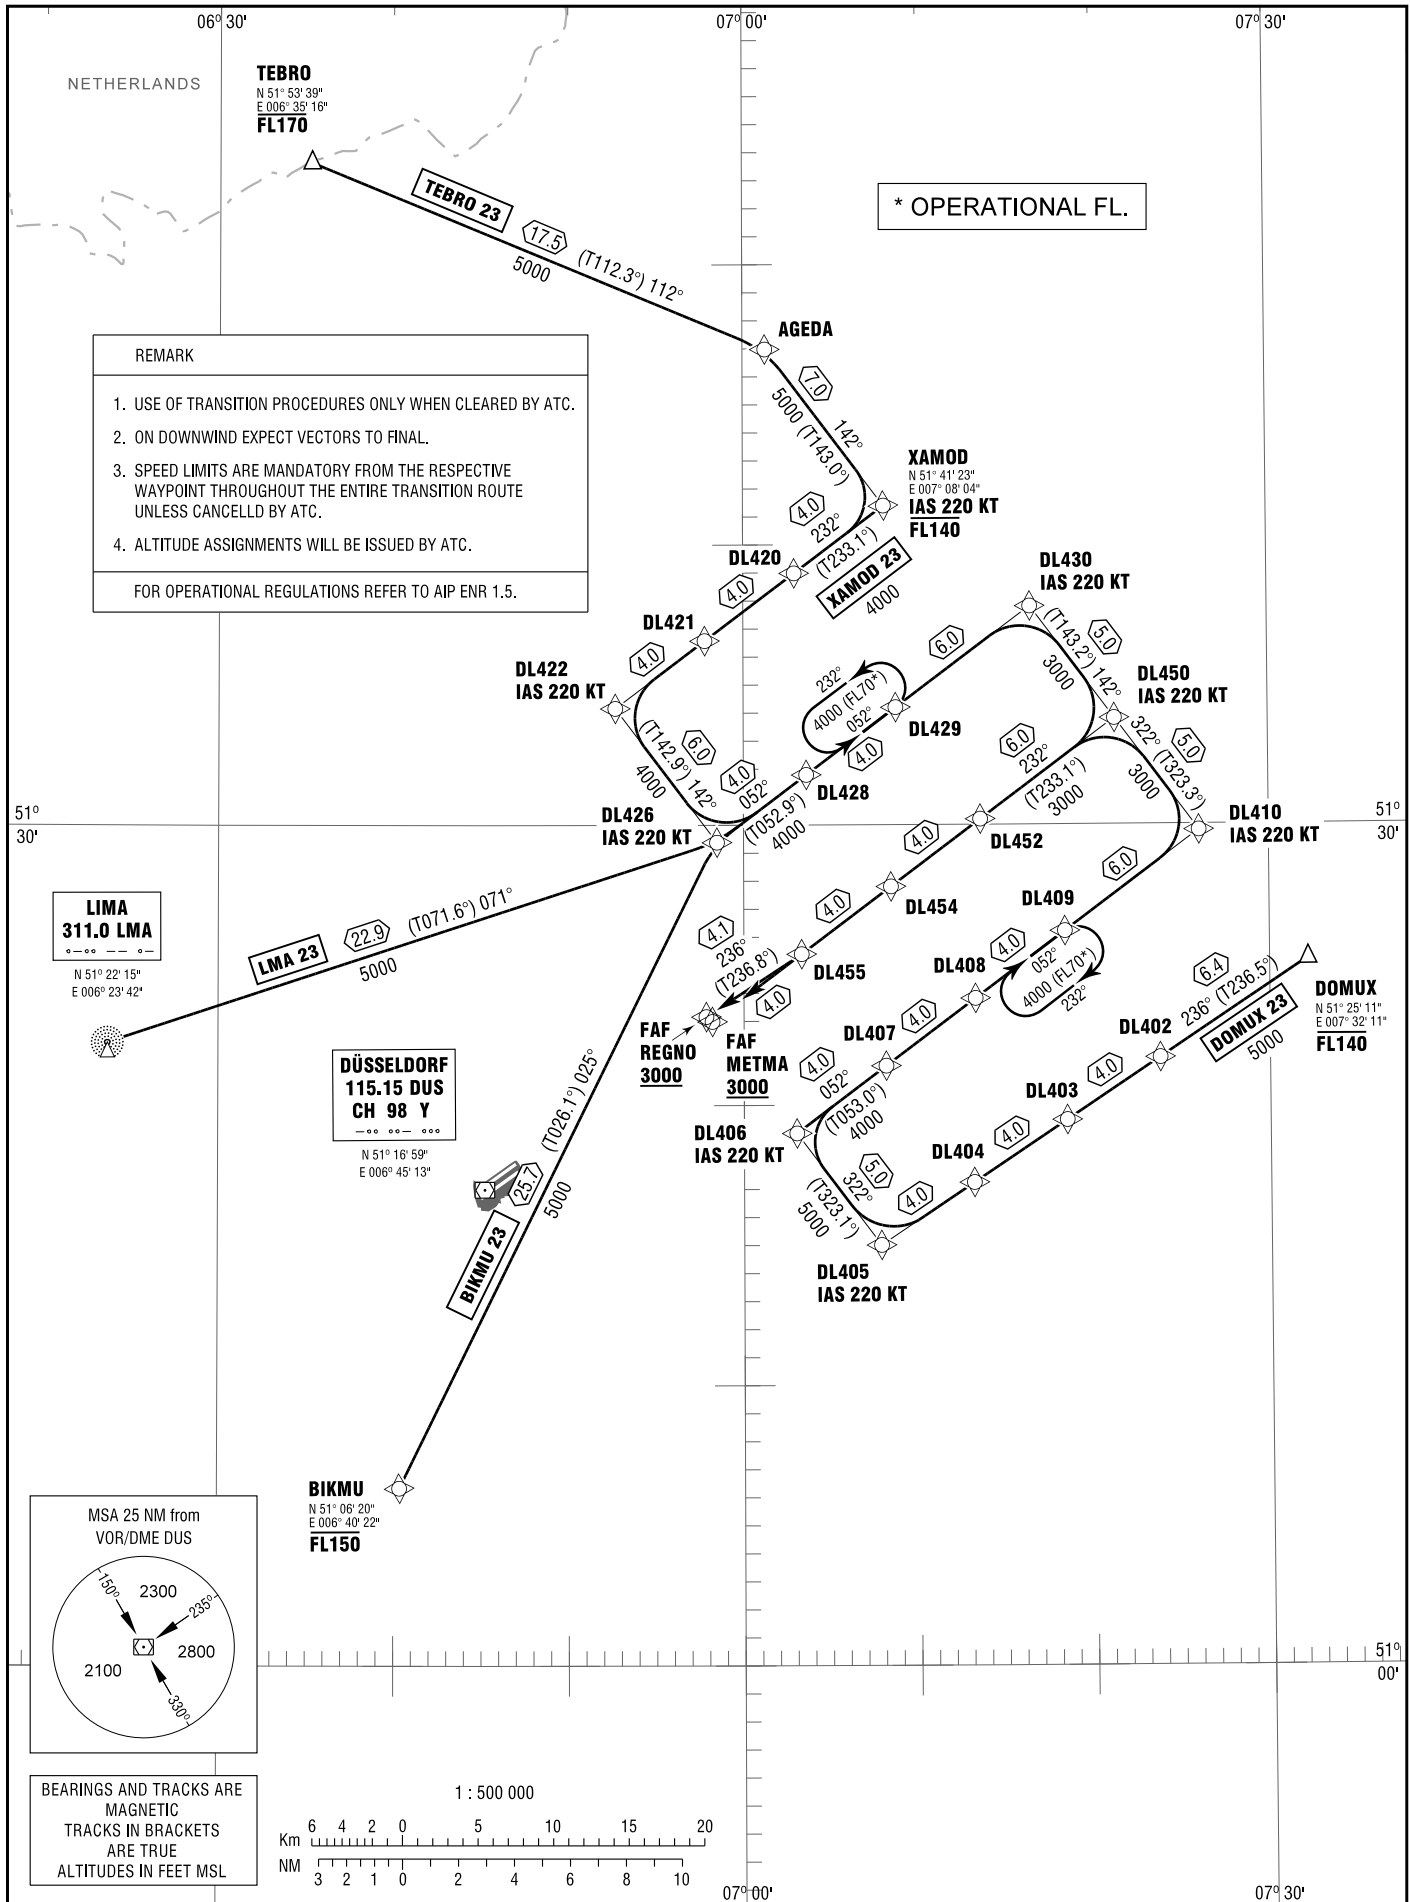 06° 30'
07° 00'
07° 30'
NETHERLANDS
TEBRO
N 51° 53' 39"
E 006° 35' 16"
FL170
TEBRO 23
17.5
(T112.3°) 112°
5000
* OPERATIONAL FL.
AGEDA
7.0
5000 (T143.0°)
142°
REMARK
1. USE OF TRANSITION PROCEDURES ONLY WHEN CLEARED BY ATC.
2. ON DOWNWIND EXPECT VECTORS TO FINAL.
3. SPEED LIMITS ARE MANDATORY FROM THE RESPECTIVE
WAYPOINT THROUGHOUT THE ENTIRE TRANSITION ROUTE
UNLESS CANCELLD BY ATC.
4. ALTITUDE ASSIGNMENTS WILL BE ISSUED BY ATC.
FOR OPERATIONAL REGULATIONS REFER TO AIP ENR 1.5.
XAMOD
N 51° 41' 23"
E 007° 08' 04"
IAS 220 KT
FL140
4.0
232°
(T233.1°)
XAMOD 23
4000
DL420
4.0
DL421
4.0
DL422
IAS 220 KT
6.0
(T142.9°) 142°
4000
DL430
IAS 220 KT
5.0
(T143.2°) 142°
3000
6.0
232°
4000 (FL70*)
052°
DL429
4.0
DL428
4.0
052°
(T052.9°)
4000
DL450
IAS 220 KT
5.0
322° (T323.3°)
3000
6.0
232°
(T233.1°)
3000
DL426
IAS 220 KT
DL452
DL410
IAS 220 KT
51°
30'
51°
30'
4.0
6.0
LIMA
311.0 LMA
N 51° 22' 15"
E 006° 23' 42"
LMA 23
22.9
(T071.6°) 071°
5000
DL454
4.0
DL409
4.1
236°
(T236.8°)
4.0
DL455
052°
4000 (FL70*)
232°
4.0
DL408
6.4
236° (T236.5°)
DOMUX 23
5000
DOMUX
N 51° 25' 11"
E 007° 32' 11"
FL140
FAF
REGNO
3000
FAF
METMA
3000
4.0
DL407
DL402
4.0
052°
(T053.0°)
4000
4.0
DL403
DÜSSELDORF
115.15 DUS
CH 98 Y
N 51° 16' 59"
E 006° 45' 13"
DL406
IAS 220 KT
4.0
DL404
5.0
322°
(T323.1°)
5000
4.0
DL405
IAS 220 KT
(T026.1°) 025°
25.7
5000
BIKMU 23
BIKMU
N 51° 06' 20"
E 006° 40' 22"
FL150
MSA 25 NM from
VOR/DME DUS
150°
2300
235°
2800
2100
330°
51°
00'
BEARINGS AND TRACKS ARE
MAGNETIC
TRACKS IN BRACKETS
ARE TRUE
ALTITUDES IN FEET MSL
1 : 500 000
Km 6 4 2 0 5 10 15 20
NM 3 2 1 0 2 4 6 8 10
07° 00'
07° 30'